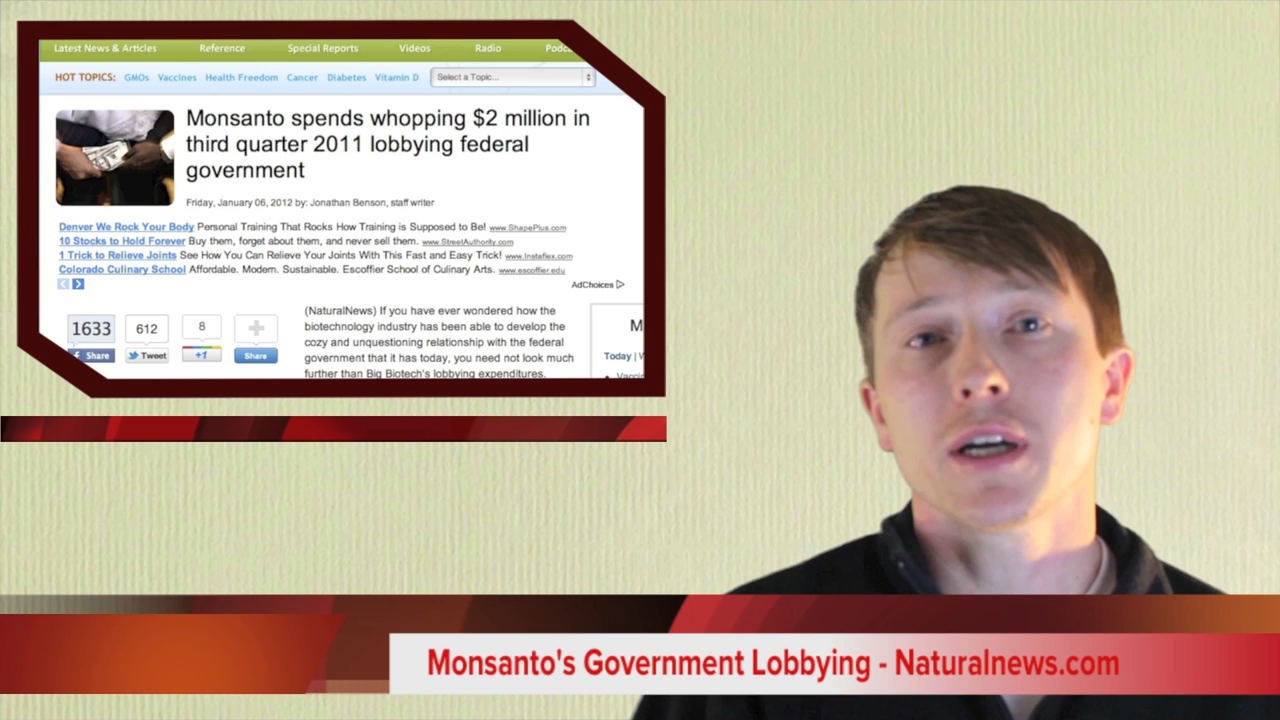 Latest News & Articles Reference Special Reports Videos Radio
HOT TOPICS: GMOs Vaccines Health Freedom Cancer Diabetes Vitamin D Select a Topic...
Monsanto spends whopping $2 million in
third quarter 2011 lobbying federal
government
Friday, January 06, 2012 by: Jonathan Benson, staff writer
Denver We Rock Your Body Personal Training That Rocks How Training is Supposed to Be! www.ShapePlus.com
10 Stocks to Hold Forever Buy them, forget about them, and never sell them. www.StreetAuthority.com
1 Trick to Relieve Joints See How You Can Relieve Your Joints With This Fast and Easy Trick! www.Instaflex.com
Colorado Culinary School Affordable. Modern. Sustainable. Escoffier School of Culinary Arts. www.escoffier.edu
AdChoices
1633 612 8
Share Tweet +1 Share
(NaturalNews) If you have ever wondered how the
biotechnology industry has been able to develop the
cozy and unquestioning relationship with the federal
government that it has today, you need not look much
further than Big Biotech's lobbying expenditures.
M
Today |
Monsanto's Government Lobbying - Naturalnews.com